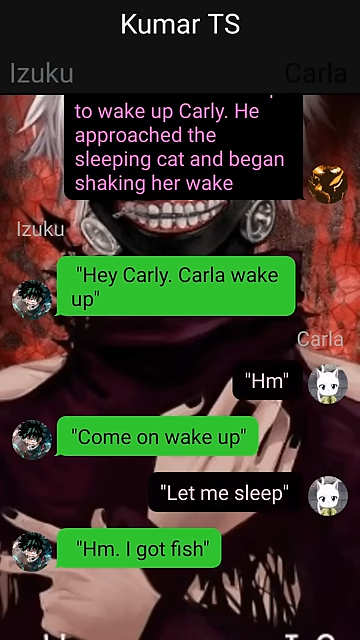 Kumar TS
Izuku
Carla
to wake up Carly. He
approached the
sleeping cat and began
shaking her wake
Izuku
"Hey Carly. Carla wake
up"
Carla
"Hm"
"Come on wake up"
"Let me sleep"
"Hm. I got fish"